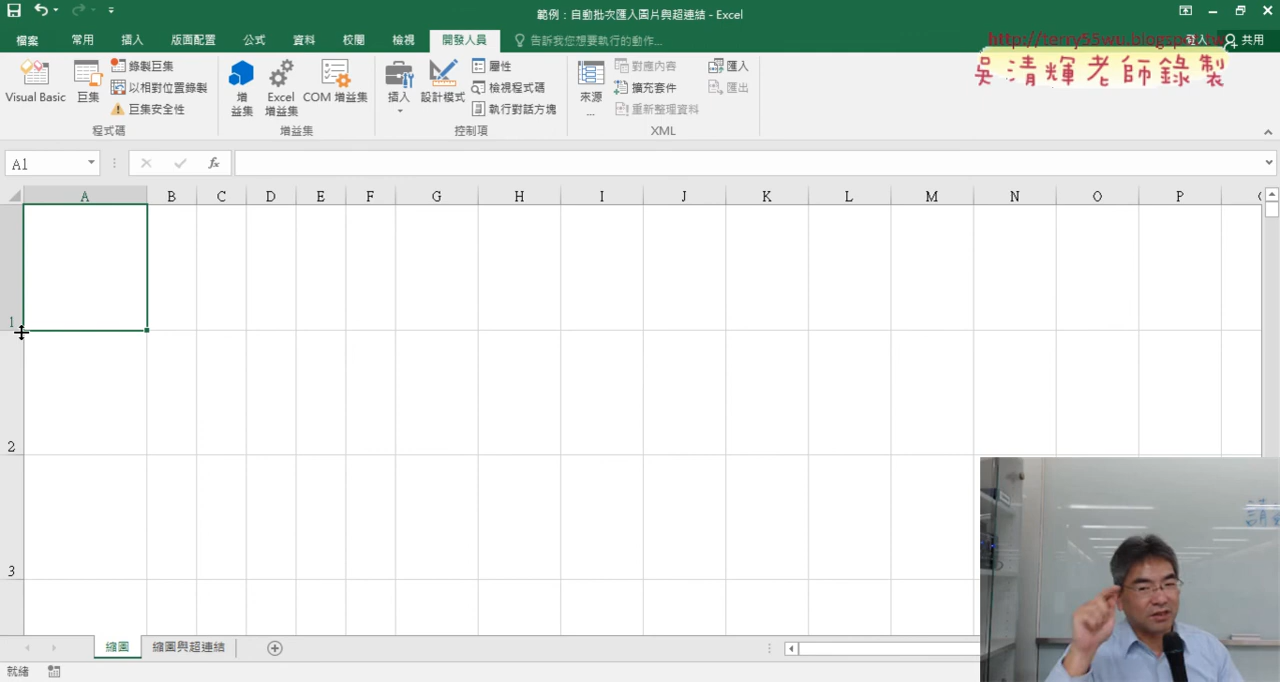 範例：自動批次匯入圖片與超連結 - Excel
檔案 常用 插入 版面配置 公式 資料 校閱 檢視 開發人員 告訴我您想要執行的動作... 登入 共用
http://terry55wu.blogspot.tw
吳清輝老師錄製
Visual Basic 巨集 錄製巨集 以相對位置錄製 巨集安全性
增益集 Excel 增益集 COM 增益集
插入 設計模式 屬性 檢視程式碼 執行對話方塊
來源... 對應內容 擴充套件 重新整理資料 匯入 匯出
程式碼 增益集 控制項 XML
A1 fx
A B C D E F G H I J K L M N O P
1
2
3
請
縮圖 縮圖與超連結
就緒